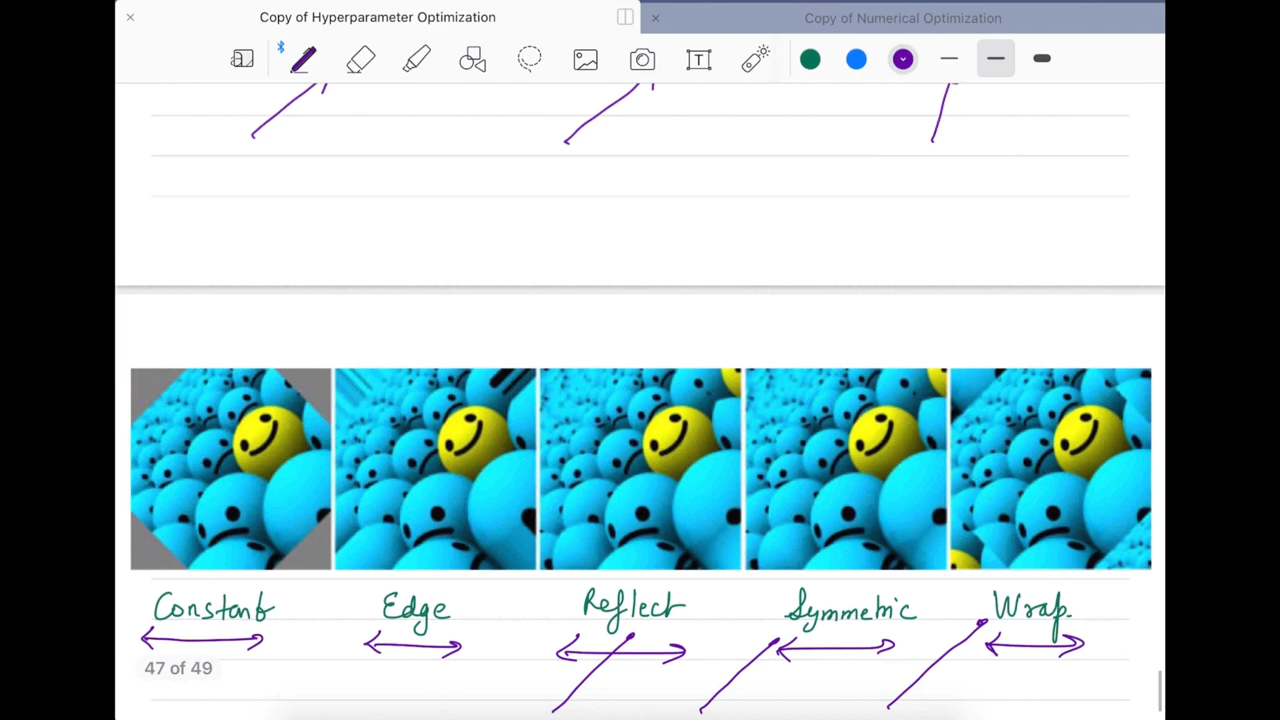 Copy of Hyperparameter Optimization
Copy of Numerical Optimization
T
Constant Edge Reflect Symmetric Wrap.
47 of 49